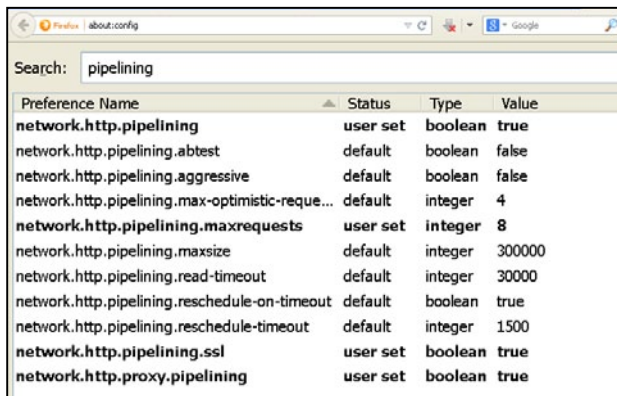 Firefox about:config Google
Search: pipelining
Preference Name Status Type Value
network.http.pipelining user set boolean true
network.http.pipelining.abtest default boolean false
network.http.pipelining.aggressive default boolean false
network.http.pipelining.max-optimistic-reque... default integer 4
network.http.pipelining.maxrequests user set integer 8
network.http.pipelining.maxsize default integer 300000
network.http.pipelining.read-timeout default integer 30000
network.http.pipelining.reschedule-on-timeout default boolean true
network.http.pipelining.reschedule-timeout default integer 1500
network.http.pipelining.ssl user set boolean true
network.http.proxy.pipelining user set boolean true